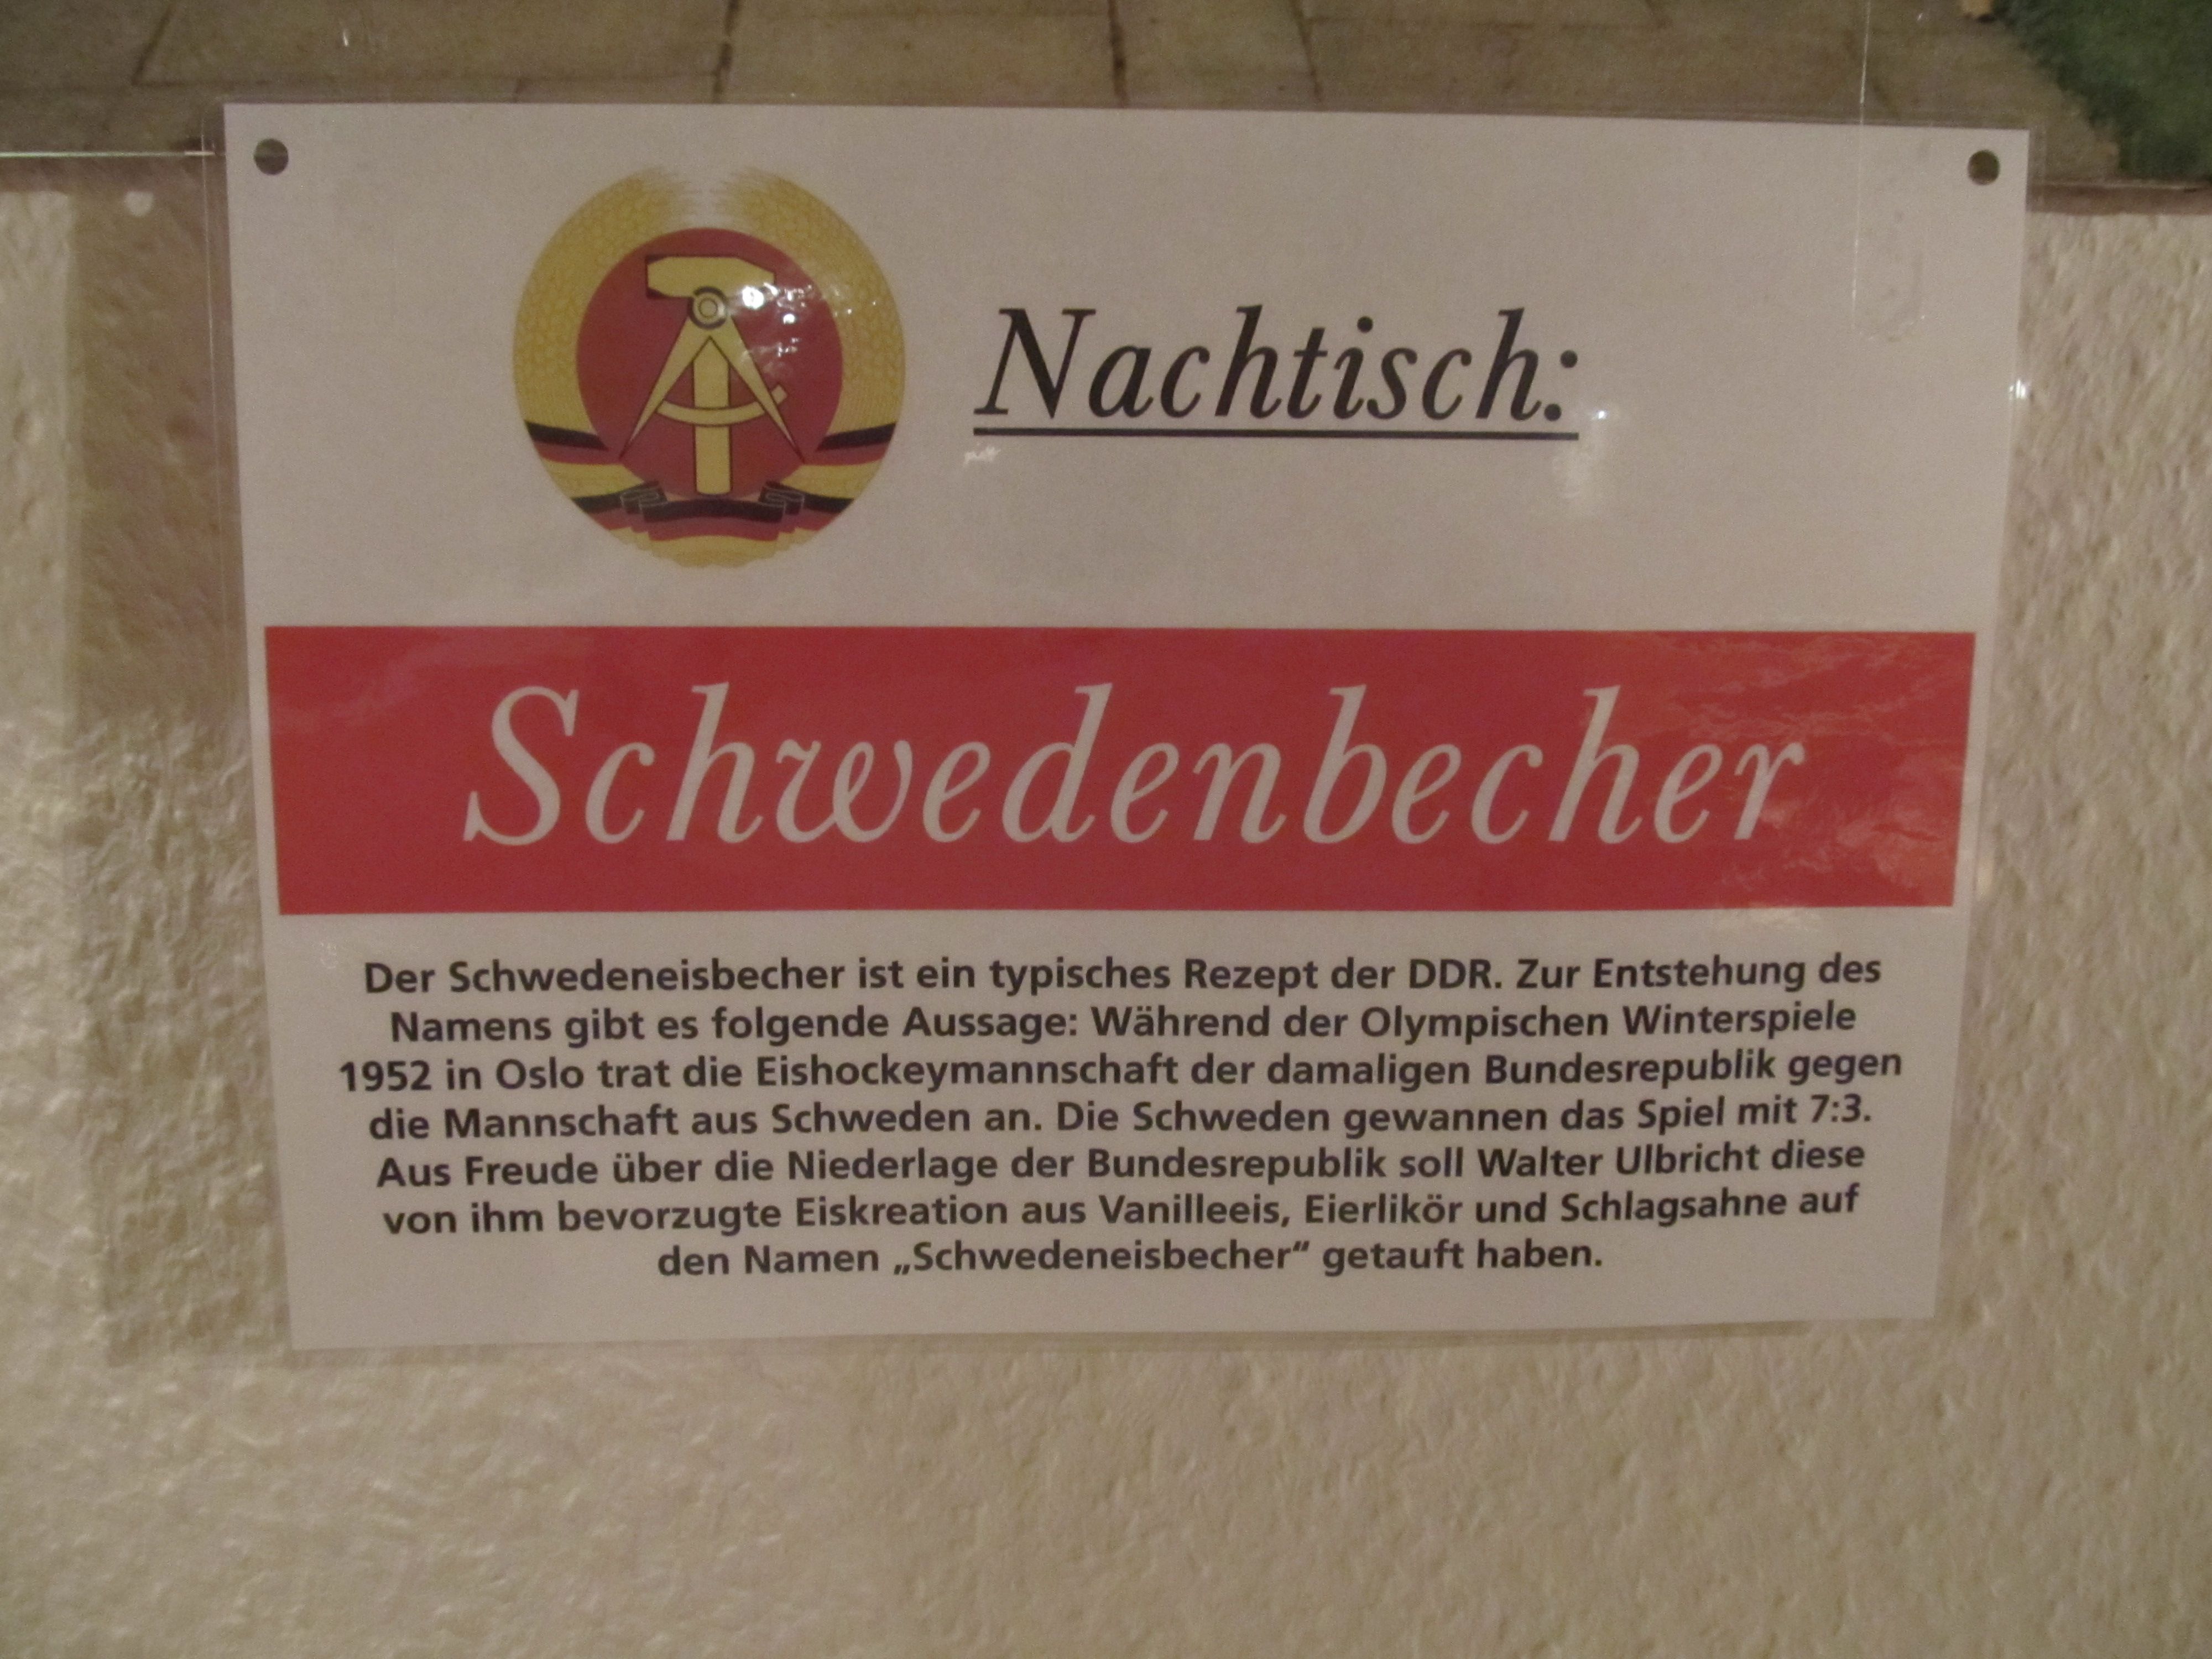 Nachtisch:
Schwedenbecher
Der Schwedeneisbecher ist ein typisches Rezept der DDR. Zur Entstehung des
Namens gibt es folgende Aussage: Während der Olympischen Winterspiele
1952 in Oslo trat die Eishockeymannschaft der damaligen Bundesrepublik gegen
die Mannschaft aus Schweden an. Die Schweden gewannen das Spiel mit 7:3.
Aus Freude über die Niederlage der Bundesrepublik soll Walter Ulbricht diese
von ihm bevorzugte Eiskreation aus Vanilleeis, Eierlikör und Schlagsahne auf
den Namen „Schwedeneisbecher“ getauft haben.